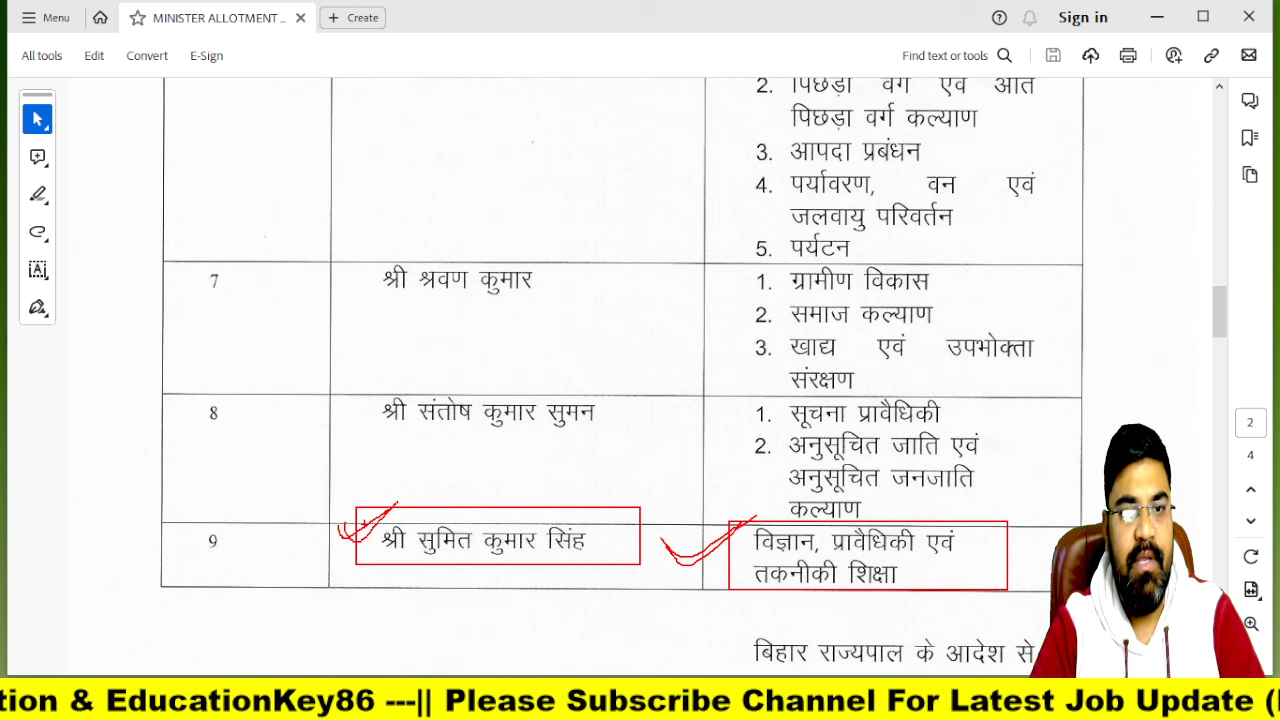 Menu
MINISTER ALLOTMENT ...
Create
Sign in
All tools
Edit
Convert
E-Sign
Find text or tools
2. पिछड़ा वर्ग एवं अति
पिछड़ा वर्ग कल्याण
3. आपदा प्रबंधन
4. पर्यावरण, वन एवं
जलवायु परिवर्तन
5. पर्यटन
7
श्री श्रवण कुमार
1. ग्रामीण विकास
2. समाज कल्याण
3. खाद्य एवं उपभोक्ता
संरक्षण
8
श्री संतोष कुमार सुमन
1. सूचना प्रावैधिकी
2. अनुसूचित जाति एवं
अनुसूचित जनजाति
कल्याण
9
श्री सुमित कुमार सिंह
विज्ञान, प्रावैधिकी एवं
तकनीकी शिक्षा
बिहार राज्यपाल के आदेश से
2
4
tion & EducationKey86 ---|| Please Subscribe Channel For Latest Job Update (